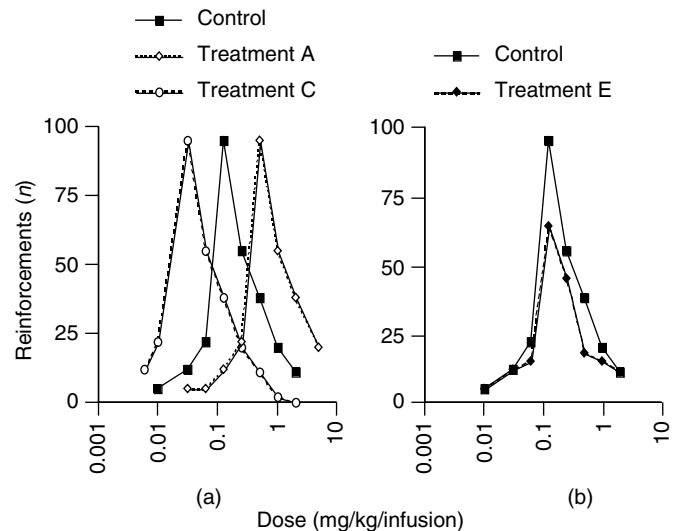 Control
Treatment A
Treatment C
Control
Treatment E
Reinforcements (n)
100
75
50
25
0
0.001
0.01
0.1
1
10
(a)
100
75
50
25
0
0.001
0.01
0.1
1
10
(b)
Dose (mg/kg/infusion)